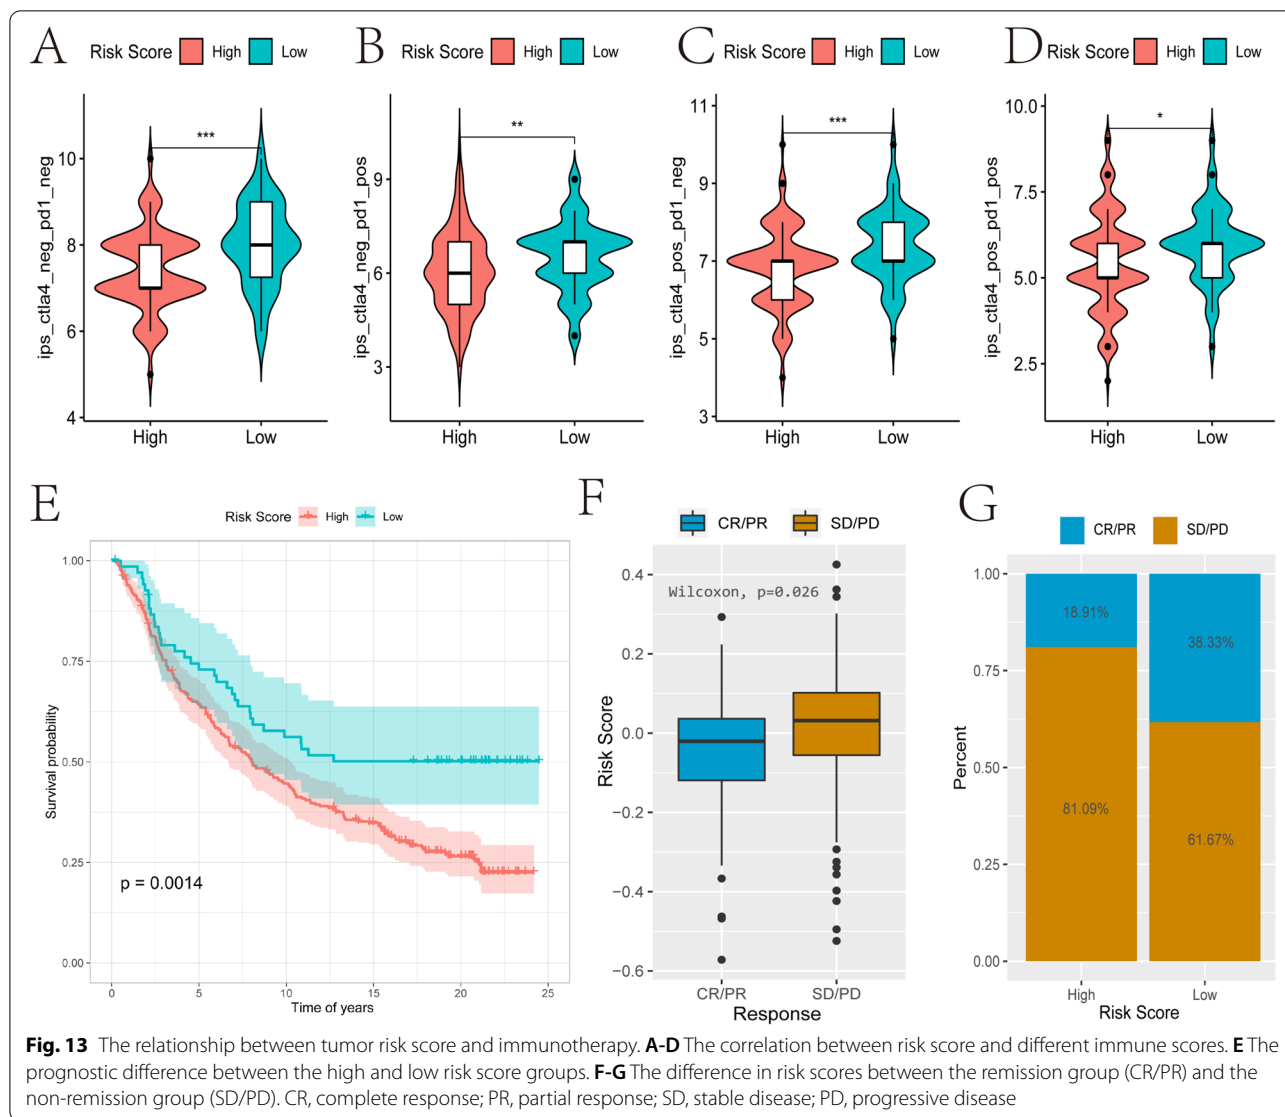 A
Risk Score High Low
ips_ctla4_neg_pd1_neg
10
8
6
4
***
High Low
B
Risk Score High Low
ips_ctla4_neg_pd1_pos
9
6
3
**
High Low
C
Risk Score High Low
ips_ctla4_pos_pd1_neg
11
9
7
5
3
***
High Low
D
Risk Score High Low
ips_ctla4_pos_pd1_pos
10.0
7.5
5.0
2.5
*
High Low
E
Risk Score High Low
Survival probability
1.00
0.75
0.50
0.25
0.00
p = 0.0014
0 5 10 15 20 25
Time of years
F
CR/PR SD/PD
Risk Score
0.4
0.2
0.0
−0.2
−0.4
−0.6
Wilcoxon, p=0.026
CR/PR SD/PD
Response
G
CR/PR SD/PD
Percent
1.00
0.75
0.50
0.25
0.00
18.91%
38.33%
81.09%
61.67%
High Low
Risk Score
Fig. 13 The relationship between tumor risk score and immunotherapy. A-D The correlation between risk score and different immune scores. E The
prognostic difference between the high and low risk score groups. F-G The difference in risk scores between the remission group (CR/PR) and the
non-remission group (SD/PD). CR, complete response; PR, partial response; SD, stable disease; PD, progressive disease